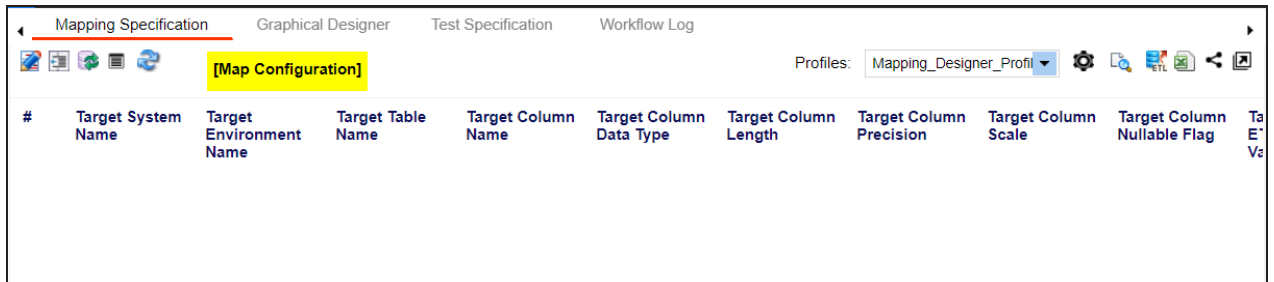 Mapping Specification Graphical Designer Test Specification Workflow Log
[Map Configuration] Profiles: Mapping_Designer_Profil ETL
# Target System Target Target Table Target Column Target Column Target Column Target Column Target Column Target Column
Name Environment Name Name Data Type Length Precision Scale Nullable Flag
Name